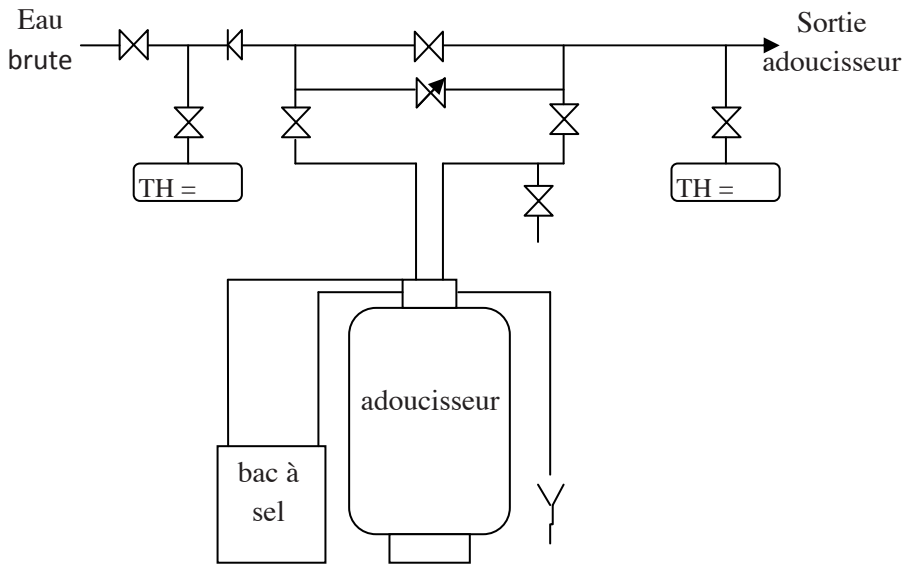 Eau
brute
Sortie
adoucisseur
TH =
TH =
adoucisseur
bac à
sel